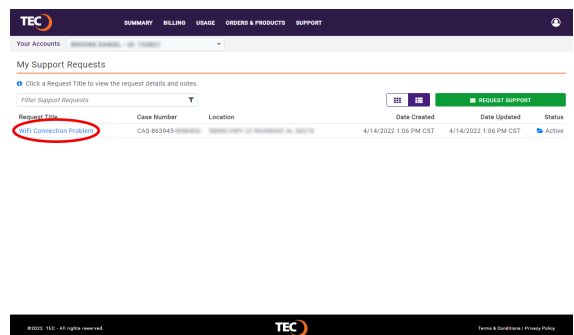 TEC
SUMMARY BILLING USAGE ORDERS & PRODUCTS SUPPORT
Your Accounts
My Support Requests
Click a Request Title to view the request details and notes.
Filter Support Requests
REQUEST SUPPORT
Request Title Case Number Location Date Created Date Updated Status
WiFi Connection Problem CAS-863945- 4/14/2022 1:06 PM CST 4/14/2022 1:06 PM CST Active
©2022 TEC - All rights reserved. TEC Terms & Conditions | Privacy Policy